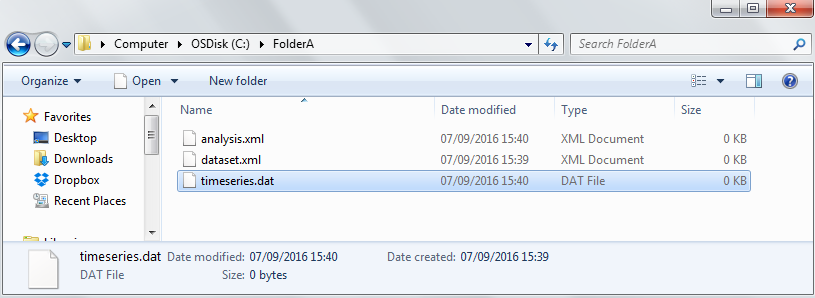 Computer OSDisk (C:) FolderA Search FolderA
Organize Open New folder
Name Date modified Type Size
Favorites
Desktop
Downloads
Dropbox
Recent Places
analysis.xml 07/09/2016 15:40 XML Document 0 KB
dataset.xml 07/09/2016 15:39 XML Document 0 KB
timeseries.dat 07/09/2016 15:40 DAT File 0 KB
timeseries.dat Date modified: 07/09/2016 15:40 Date created: 07/09/2016 15:39
DAT File Size: 0 bytes